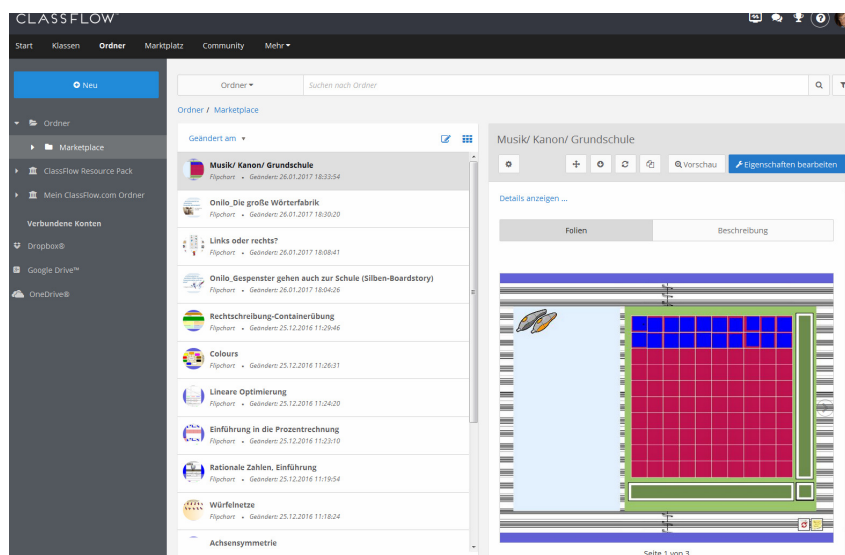 CLASSFLOW
Start Klassen Ordner Marktplatz Community Mehr
Neu
Ordner
Marketplace
ClassFlow Resource Pack
Mein ClassFlow.com Ordner
Verbundene Konten
Dropbox®
Google Drive™
OneDrive®
Ordner Suchen nach Ordner
Ordner / Marketplace
Geändert am
Musik/ Kanon/ Grundschule
Flipchart • Geändert: 26.01.2017 18:33:54
Onilo_Die große Wörterfabrik
Flipchart • Geändert: 26.01.2017 18:30:20
Links oder rechts?
Flipchart • Geändert: 26.01.2017 18:08:41
Onilo_Gespenster gehen auch zur Schule (Silben-Boardstory)
Flipchart • Geändert: 26.01.2017 18:04:26
Rechtschreibung-Containerübung
Flipchart • Geändert: 25.12.2016 11:29:46
Colours
Flipchart • Geändert: 25.12.2016 11:26:31
Lineare Optimierung
Flipchart • Geändert: 25.12.2016 11:24:20
Einführung in die Prozentrechnung
Flipchart • Geändert: 25.12.2016 11:23:10
Rationale Zahlen, Einführung
Flipchart • Geändert: 25.12.2016 11:19:54
Würfelnetze
Flipchart • Geändert: 25.12.2016 11:18:24
Achsensymmetrie
Musik/ Kanon/ Grundschule
Vorschau Eigenschaften bearbeiten
Details anzeigen ...
Folien Beschreibung
Seite 1 von 3